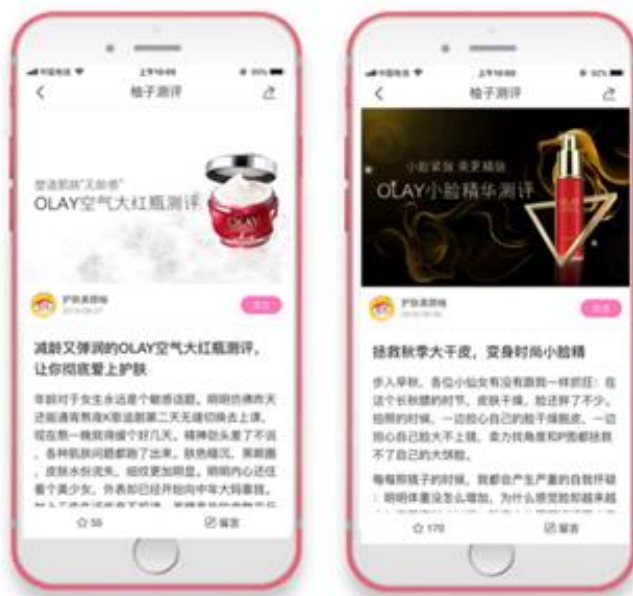 柚子测评
塑造肌肤"无龄感"
OLAY空气大红瓶测评
OLAY
护肤美颜柚
减龄又弹润的OLAY空气大红瓶测评,
让你彻底爱上护肤
年龄对于女生永远是个敏感话题。明明仿佛昨天
还能通宵熬夜K歌追剧第二天无缝切换去上课,
现在熬一晚就得缓个好几天。精神劲头差了不说
,各种肌肤问题都跑了出来。肤色暗沉、黑眼圈
、皮肤水份流失、细纹更加明显。明明内心还住
着个美少女,外表却已经开始向中年大妈靠拢。
55
留言
柚子测评
小脸紧致 美更精致
OLAY小脸精华测评
OLAY
护肤美颜柚
拯救秋季大干皮,变身时尚小脸精
步入早秋,各位小仙女有没有跟我一样抓狂:在
这个长秋膘的时节,皮肤干燥,脸还胖了不少。
拍照的时候,一边担心自己的脸干燥脱皮,一边
担心自己脸大不上镜,卖力找角度和P图都拯救
不了自己的大饼脸。
每每照镜子的时候,我都会产生严重的自我怀疑
:明明体重没怎么增加,为什么感觉脸却越来越
170
留言